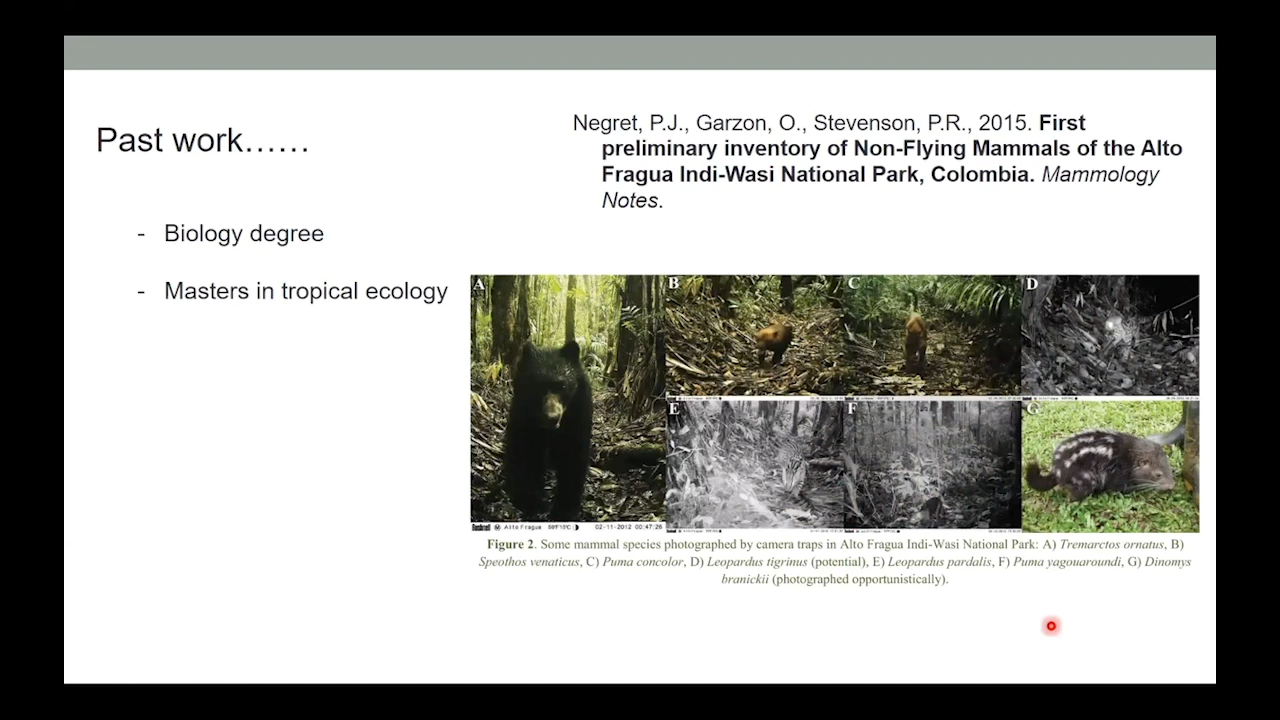 Past work……
- Biology degree
- Masters in tropical ecology
Negret, P.J., Garzon, O., Stevenson, P.R., 2015. First
preliminary inventory of Non-Flying Mammals of the Alto
Fragua Indi-Wasi National Park, Colombia. Mammology
Notes.
A
B
C
D
E
F
G
Bushnell Alto Fragua 02-11-2012 00:47:26
Figure 2. Some mammal species photographed by camera traps in Alto Fragua Indi-Wasi National Park: A) Tremarctos ornatus, B)
Speothos venaticus, C) Puma concolor, D) Leopardus tigrinus (potential), E) Leopardus pardalis, F) Puma yagouaroundi, G) Dinomys
branickii (photographed opportunistically).